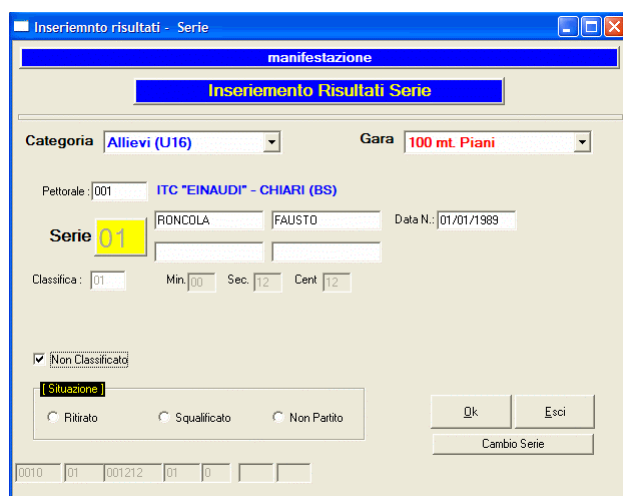 Inseriemnto risultati - Serie
manifestazione
Inseriemento Risultati Serie
Categoria Allievi (U16) Gara 100 mt. Piani
Pettorale : 001 ITC "EINAUDI" - CHIARI (BS)
Serie 01 RONCOLA FAUSTO Data N.: 01/01/1989
Classifica : 01 Min. 00 Sec. 12 Cent 12
Non Classificato
[ Situazione ]
Ritirato Squalificato Non Partito
Ok Esci
Cambio Serie
0010 01 001212 01 0